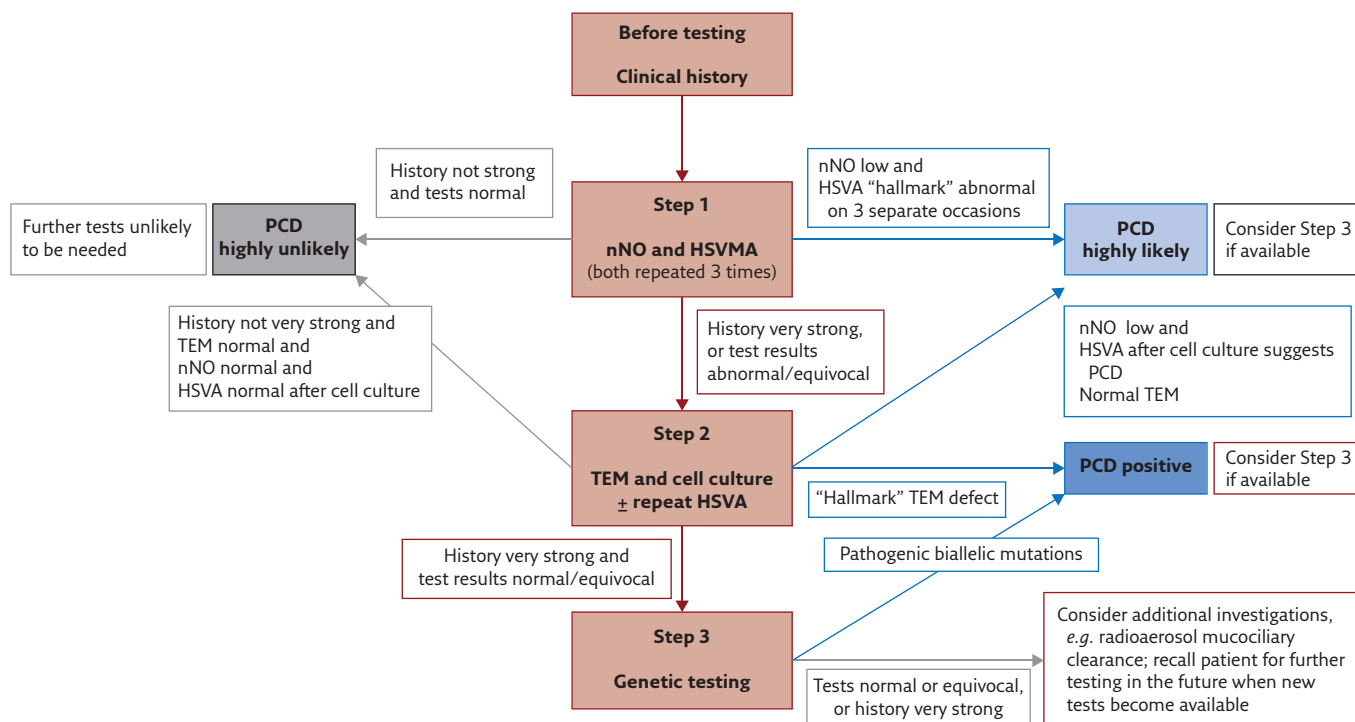 Before testing
Clinical history
History not strong
and tests normal
nNO low and
HSVA “hallmark” abnormal
on 3 separate occasions
Further tests unlikely
to be needed
PCD
highly unlikely
Step 1
nNO and HSVMA
(both repeated 3 times)
PCD
highly likely
Consider Step 3
if available
History not very strong and
TEM normal and
nNO normal and
HSVA normal after cell culture
History very strong,
or test results
abnormal/equivocal
nNO low and
HSVA after cell culture suggests
PCD
Normal TEM
Step 2
TEM and cell culture
± repeat HSVA
PCD positive
Consider Step 3
if available
“Hallmark” TEM defect
History very strong and
test results normal/equivocal
Pathogenic biallelic mutations
Step 3
Genetic testing
Tests normal or equivocal,
or history very strong
Consider additional investigations,
e.g. radioaerosol mucociliary
clearance; recall patient for further
testing in the future when new
tests become available